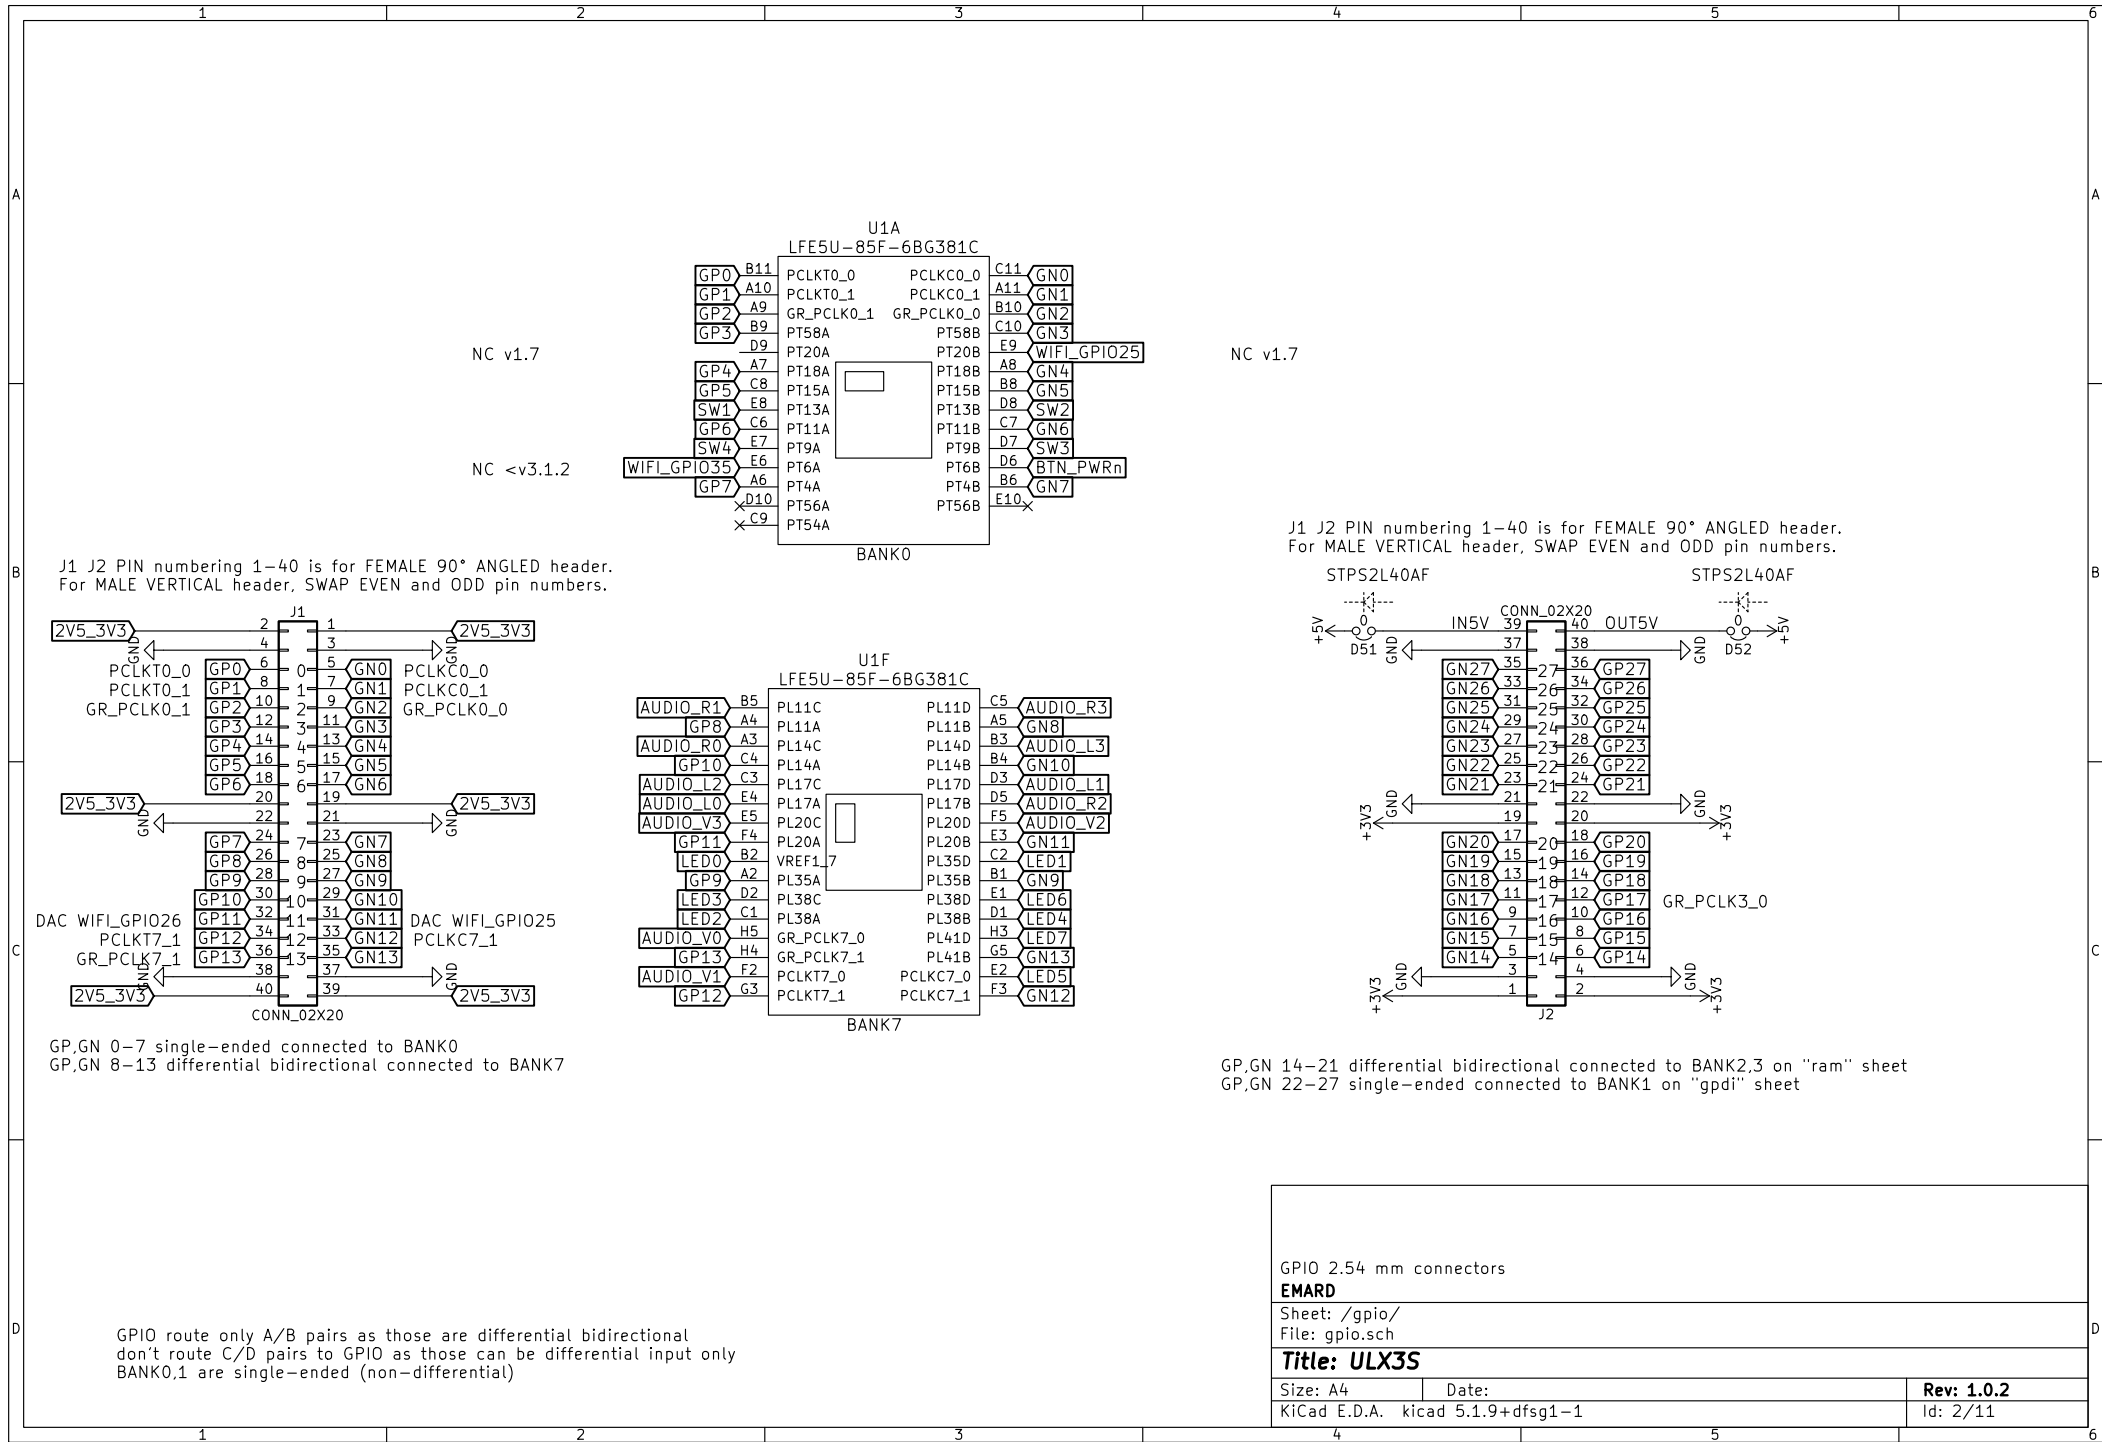 1 2 3 4 5 6
A A
U1A
LFE5U-85F-6BG381C
GP0 B11 PCLKT0_0 PCLKC0_0 C11 GN0
GP1 A10 PCLKT0_1 PCLKC0_1 A11 GN1
GP2 A9 GR_PCLK0_1 GR_PCLK0_0 B10 GN2
GP3 B9 PT58A PT58B C10 GN3
NC v1.7 D9 PT20A PT20B E9 WIFI_GPIO25 NC v1.7
GP4 A7 PT18A PT18B A8 GN4
GP5 C8 PT15A PT15B B8 GN5
SW1 E8 PT13A PT13B D8 SW2
GP6 C6 PT11A PT11B C7 GN6
SW4 E7 PT9A PT9B D7 SW3
NC <v3.1.2 WIFI_GPIO35 E6 PT6A PT6B D6 BTN_PWRn
GP7 A6 PT4A PT4B B6 GN7
D10 PT56A PT56B E10
C9 PT54A
BANK0
B B
J1 J2 PIN numbering 1-40 is for FEMALE 90° ANGLED header.
For MALE VERTICAL header, SWAP EVEN and ODD pin numbers.
J1
2V5_3V3 2 1 2V5_3V3
GND 4 3 GND
PCLKT0_0 GP0 6 0 5 GN0 PCLKC0_0
PCLKT0_1 GP1 8 1 7 GN1 PCLKC0_1
GR_PCLK0_1 GP2 10 2 9 GN2 GR_PCLK0_0
GP3 12 3 11 GN3
GP4 14 4 13 GN4
GP5 16 5 15 GN5
GP6 18 6 17 GN6
2V5_3V3 20 19 2V5_3V3
GND 22 21 GND
GP7 24 7 23 GN7
GP8 26 8 25 GN8
GP9 28 9 27 GN9
GP10 30 10 29 GN10
DAC WIFI_GPIO26 GP11 32 11 31 GN11 DAC WIFI_GPIO25
PCLKT7_1 GP12 34 12 33 GN12 PCLKC7_1
GR_PCLK7_1 GP13 36 13 35 GN13
GND 38 37 GND
2V5_3V3 40 39 2V5_3V3
CONN_02X20
GP,GN 0-7 single-ended connected to BANK0
GP,GN 8-13 differential bidirectional connected to BANK7
U1F
LFE5U-85F-6BG381C
AUDIO_R1 B5 PL11C PL11D C5 AUDIO_R3
GP8 A4 PL11A PL11B A5 GN8
AUDIO_R0 A3 PL14C PL14D B3 AUDIO_L3
GP10 C4 PL14A PL14B B4 GN10
AUDIO_L2 C3 PL17C PL17D D3 AUDIO_L1
AUDIO_L0 E4 PL17A PL17B D5 AUDIO_R2
AUDIO_V3 E5 PL20C PL20D F5 AUDIO_V2
GP11 F4 PL20A PL20B E3 GN11
LED0 B2 VREF1_7 PL35D C2 LED1
GP9 A2 PL35A PL35B B1 GN9
LED3 D2 PL38C PL38D E1 LED6
LED2 C1 PL38A PL38B D1 LED4
AUDIO_V0 H5 GR_PCLK7_0 PL41D H3 LED7
GP13 H4 GR_PCLK7_1 PL41B G5 GN13
AUDIO_V1 F2 PCLKT7_0 PCLKC7_0 E2 LED5
GP12 G3 PCLKT7_1 PCLKC7_1 F3 GN12
BANK7
J1 J2 PIN numbering 1-40 is for FEMALE 90° ANGLED header.
For MALE VERTICAL header, SWAP EVEN and ODD pin numbers.
STPS2L40AF STPS2L40AF
CONN_02X20
+5V 0 D51 IN5V 39 40 OUT5V 0 D52 +5V
GND 37 38 GND
GN27 35 27 36 GP27
GN26 33 26 34 GP26
GN25 31 25 32 GP25
GN24 29 24 30 GP24
GN23 27 23 28 GP23
GN22 25 22 26 GP22
GN21 23 21 24 GP21
GND 21 22 GND
+3V3 19 20 +3V3
GN20 17 20 18 GP20
GN19 15 19 16 GP19
GN18 13 18 14 GP18
GN17 11 17 12 GP17 GR_PCLK3_0
GN16 9 16 10 GP16
GN15 7 15 8 GP15
GN14 5 14 6 GP14
GND 3 4 GND
+3V3 1 2 +3V3
J2
GP,GN 14-21 differential bidirectional connected to BANK2,3 on "ram" sheet
GP,GN 22-27 single-ended connected to BANK1 on "gpdi" sheet
C C
D D
GPIO route only A/B pairs as those are differential bidirectional
don't route C/D pairs to GPIO as those can be differential input only
BANK0,1 are single-ended (non-differential)
GPIO 2.54 mm connectors
EMARD
Sheet: /gpio/
File: gpio.sch
Title: ULX3S
Size: A4 Date: Rev: 1.0.2
KiCad E.D.A. kicad 5.1.9+dfsg1-1 Id: 2/11
1 2 3 4 5 6